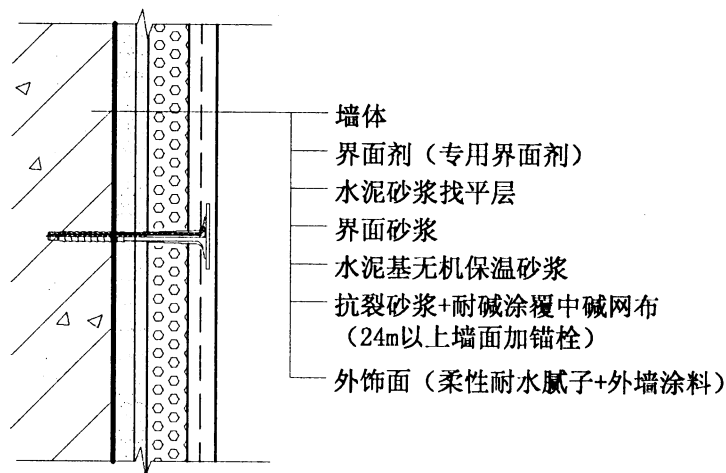 墙体
界面剂（专用界面剂）
水泥砂浆找平层
界面砂浆
水泥基无机保温砂浆
抗裂砂浆+耐碱涂覆中碱网布
（24m以上墙面加锚栓）
外饰面（柔性耐水腻子+外墙涂料）